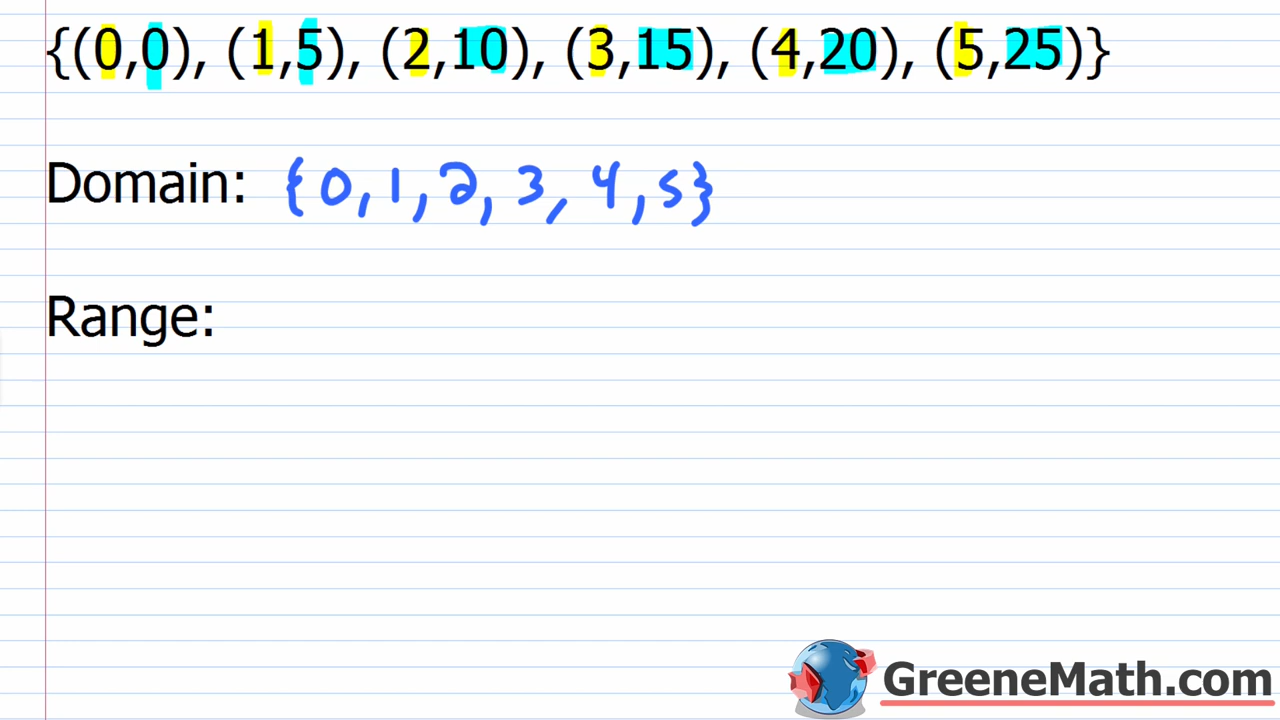 {(0,0), (1,5), (2,10), (3,15), (4,20), (5,25)}
Domain: {0,1,2,3,4,5}
Range:
GreeneMath.com